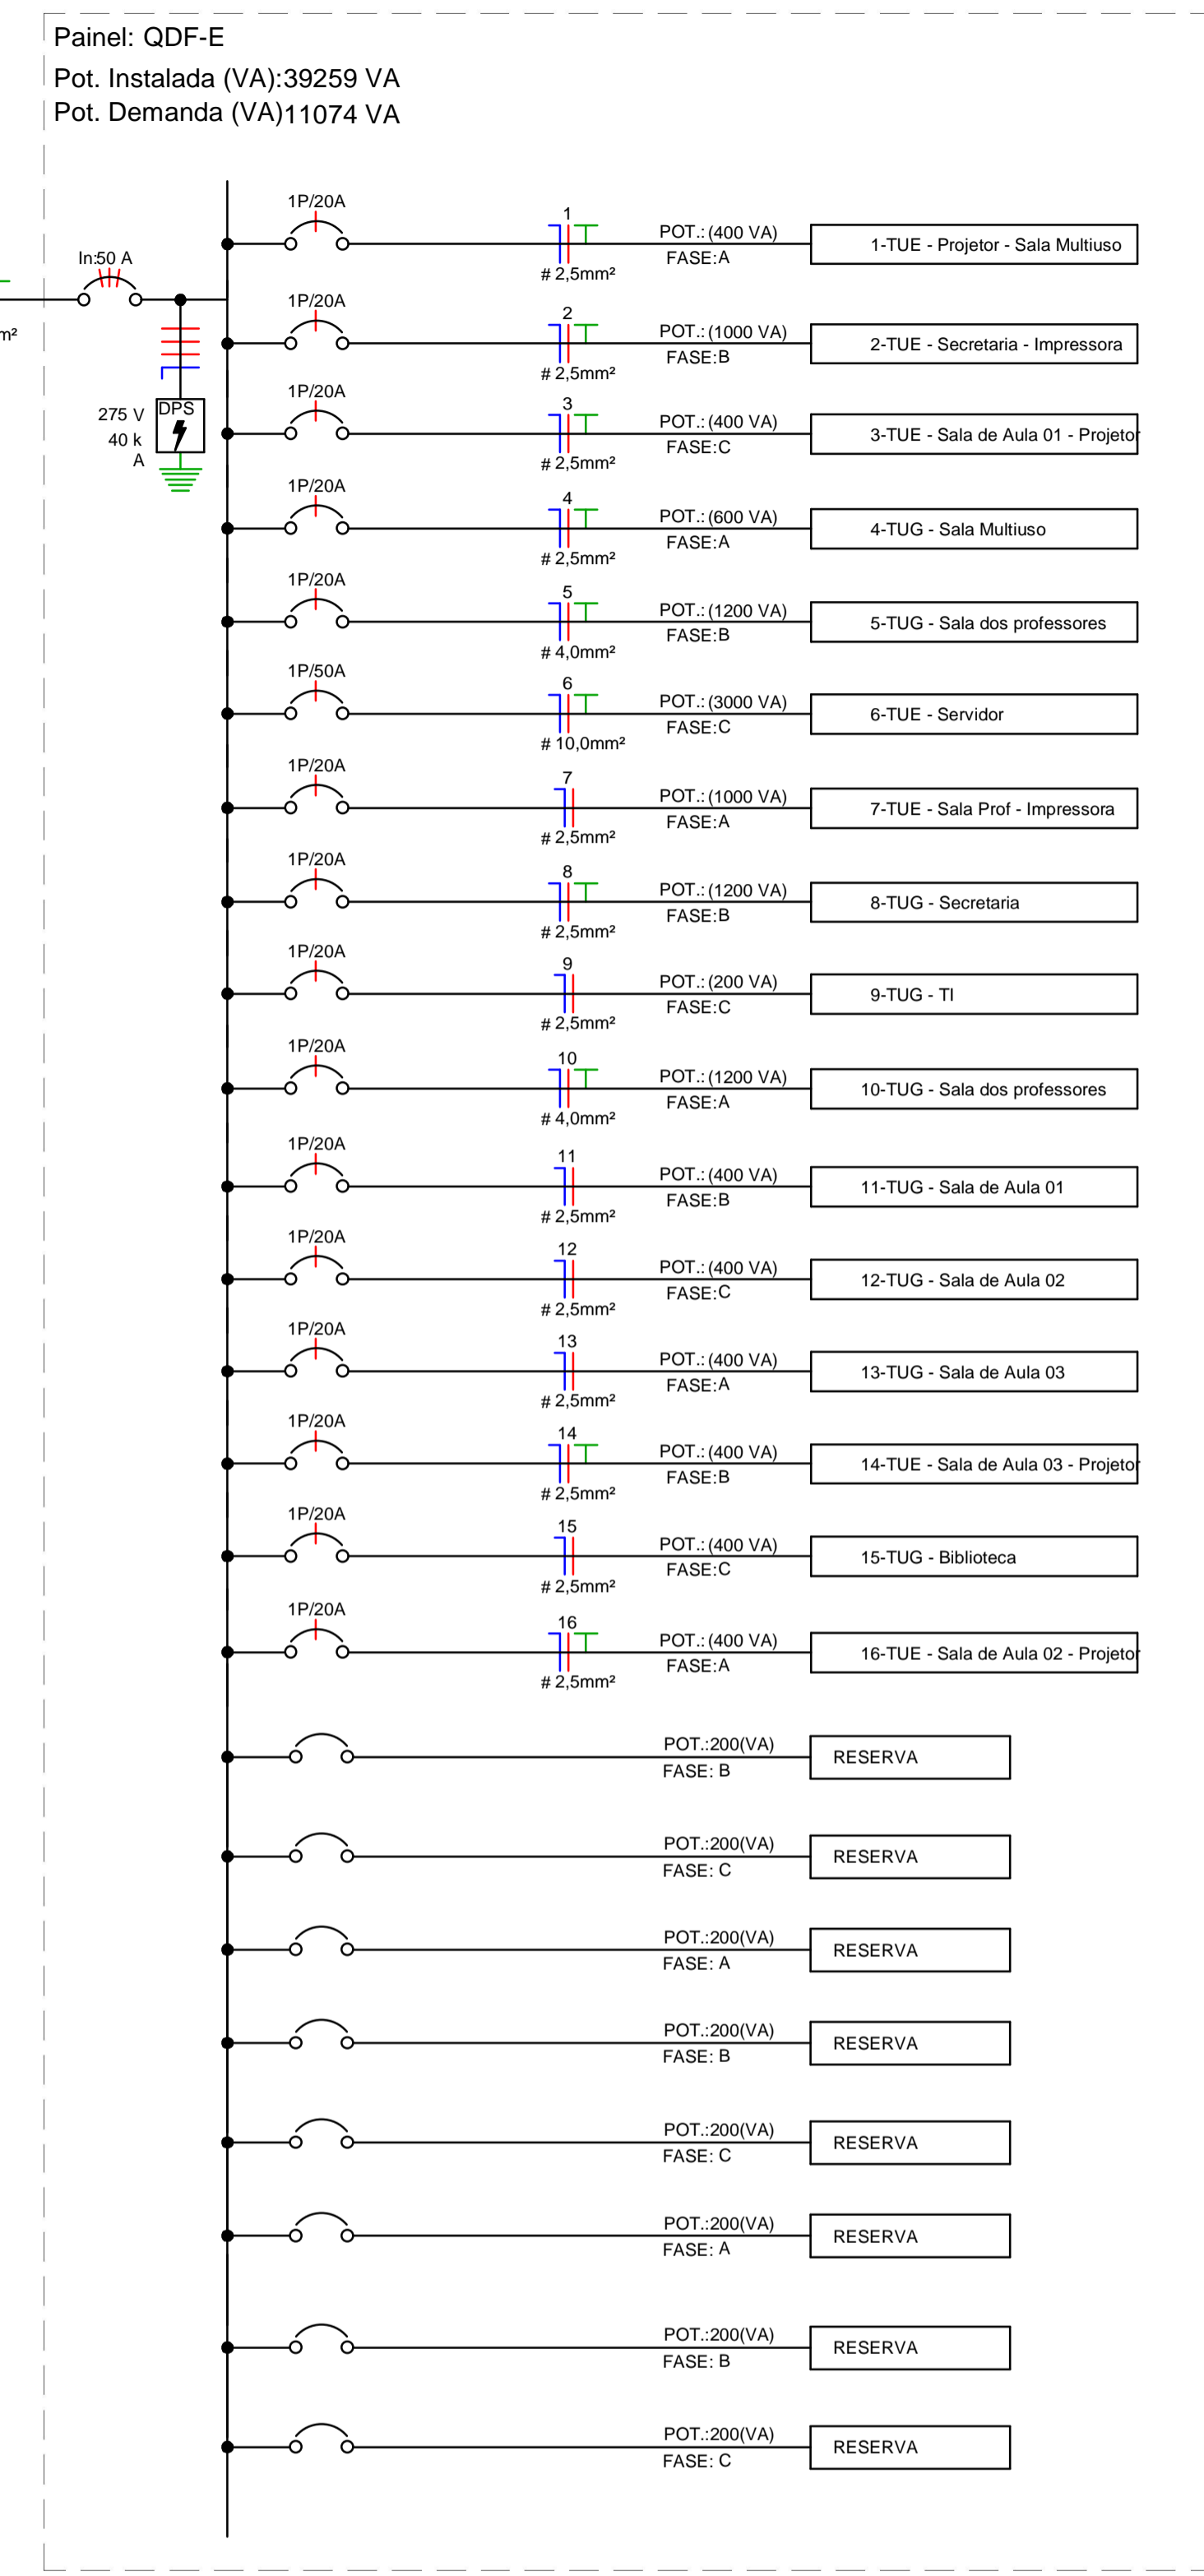 Painel: QDF-E
Pot. Instalada (VA):39259 VA
Pot. Demanda (VA)11074 VA
In:50 A
m²
DPS
275 V
40 k
A
1P/20A
1
POT.: (400 VA)
FASE:A
# 2,5mm²
1-TUE - Projetor - Sala Multiuso
1P/20A
2
POT.: (1000 VA)
FASE:B
# 2,5mm²
2-TUE - Secretaria - Impressora
1P/20A
3
POT.: (400 VA)
FASE:C
# 2,5mm²
3-TUE - Sala de Aula 01 - Projetor
1P/20A
4
POT.: (600 VA)
FASE:A
# 2,5mm²
4-TUG - Sala Multiuso
1P/20A
5
POT.: (1200 VA)
FASE:B
# 4,0mm²
5-TUG - Sala dos professores
1P/50A
6
POT.: (3000 VA)
FASE:C
# 10,0mm²
6-TUE - Servidor
1P/20A
7
POT.: (1000 VA)
FASE:A
# 2,5mm²
7-TUE - Sala Prof - Impressora
1P/20A
8
POT.: (1200 VA)
FASE:B
# 2,5mm²
8-TUG - Secretaria
1P/20A
9
POT.: (200 VA)
FASE:C
# 2,5mm²
9-TUG - TI
1P/20A
10
POT.: (1200 VA)
FASE:A
# 4,0mm²
10-TUG - Sala dos professores
1P/20A
11
POT.: (400 VA)
FASE:B
# 2,5mm²
11-TUG - Sala de Aula 01
1P/20A
12
POT.: (400 VA)
FASE:C
# 2,5mm²
12-TUG - Sala de Aula 02
1P/20A
13
POT.: (400 VA)
FASE:A
# 2,5mm²
13-TUG - Sala de Aula 03
1P/20A
14
POT.: (400 VA)
FASE:B
# 2,5mm²
14-TUE - Sala de Aula 03 - Projetor
1P/20A
15
POT.: (400 VA)
FASE:C
# 2,5mm²
15-TUG - Biblioteca
1P/20A
16
POT.: (400 VA)
FASE:A
# 2,5mm²
16-TUE - Sala de Aula 02 - Projetor
POT.:200(VA)
FASE: B
RESERVA
POT.:200(VA)
FASE: C
RESERVA
POT.:200(VA)
FASE: A
RESERVA
POT.:200(VA)
FASE: B
RESERVA
POT.:200(VA)
FASE: C
RESERVA
POT.:200(VA)
FASE: A
RESERVA
POT.:200(VA)
FASE: B
RESERVA
POT.:200(VA)
FASE: C
RESERVA